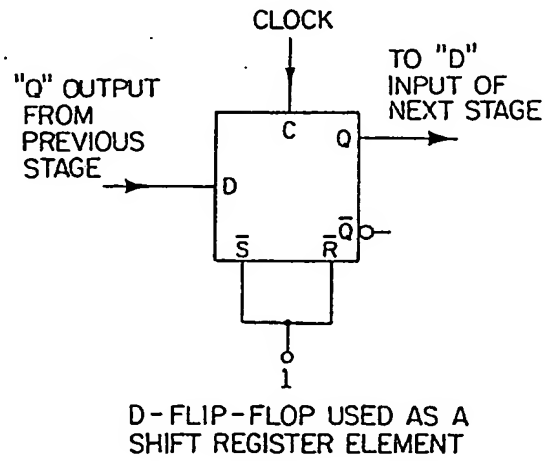 CLOCK
"Q" OUTPUT
FROM
PREVIOUS
STAGE
TO "D"
INPUT OF
NEXT STAGE
C
Q
D
Q̅
S̅
R̅
1
D-FLIP-FLOP USED AS A
SHIFT REGISTER ELEMENT